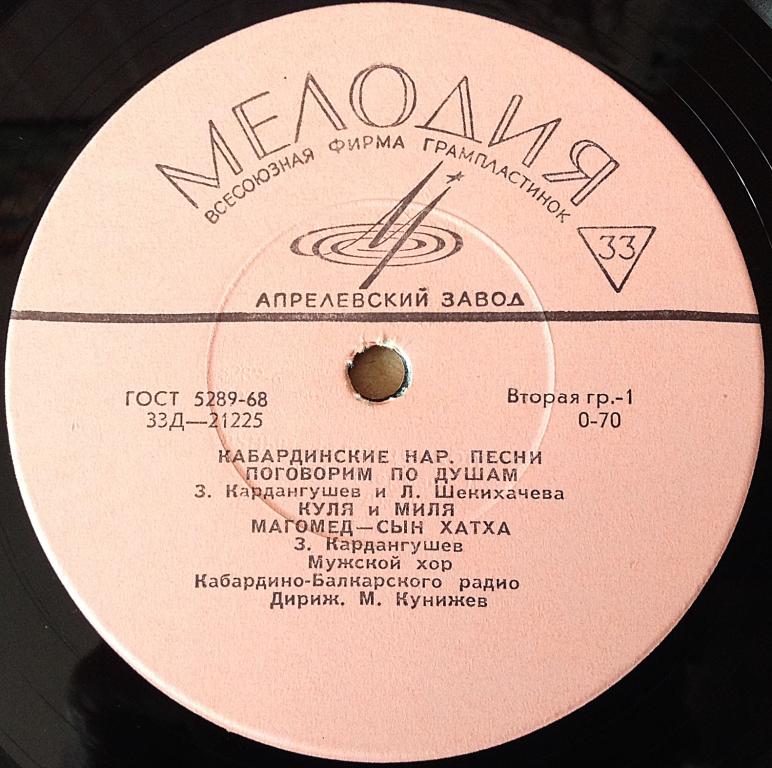 МЕЛОДИЯ
ВСЕСОЮЗНАЯ ФИРМА ГРАМПЛАСТИНОК
33
АПРЕЛЕВСКИЙ ЗАВОД
ГОСТ 5289-68
Вторая гр.-1
33Д—21225
0-70
КАБАРДИНСКИЕ НАР. ПЕСНИ
ПОГОВОРИМ ПО ДУШАМ
З. Кардангушев и Л. Шекихачева
КУЛЯ и МИЛЯ
МАГОМЕД—СЫН ХАТХА
З. Кардангушев
Мужской хор
Кабардино-Балкарского радио
Дириж. М. Кунижев